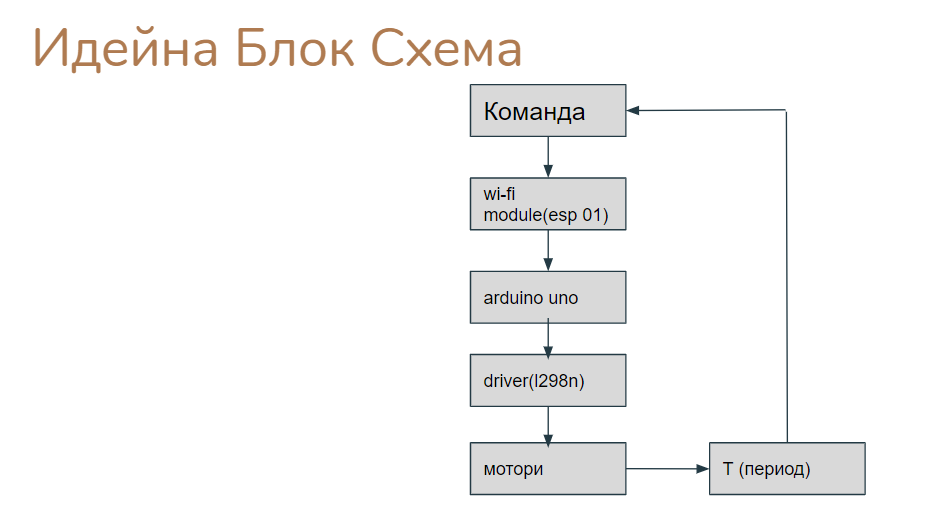 Идейна Блок Схема
Команда
wi-fi
module(esp 01)
arduino uno
driver(l298n)
мотори
Т (период)